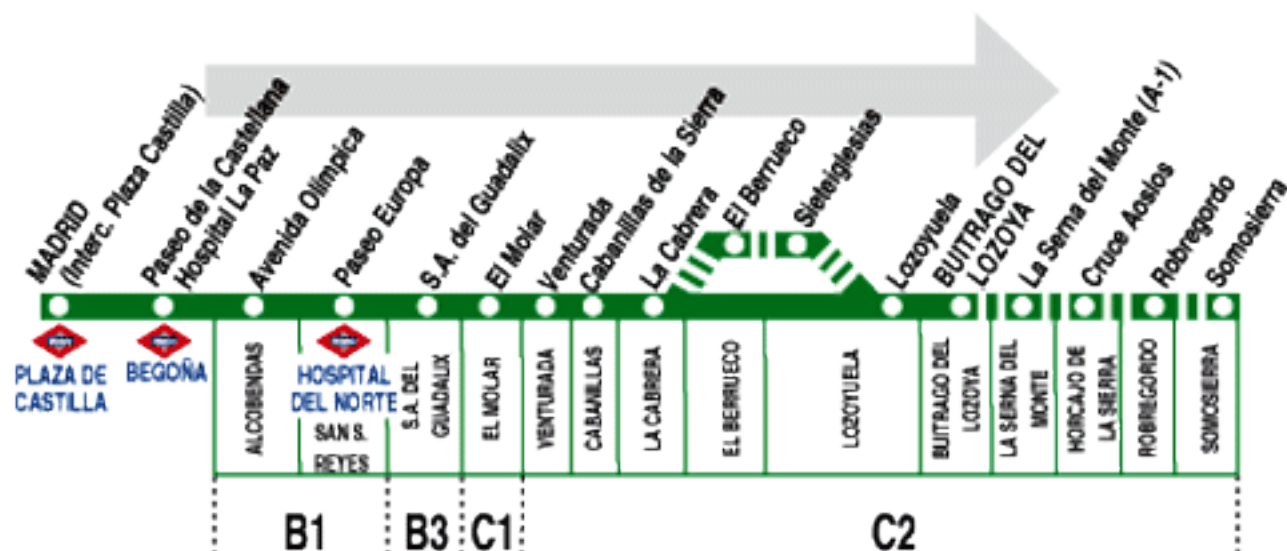 MADRID
(Interc. Plaza Castilla)
Paseo de la Castellana
Hospital La Paz
Avenida Olímpica
Paseo Europa
S.A. del Guadalix
El Molar
Venturada
Cabanillas de la Sierra
La Cabrera
El Berrueco
Sieteiglesias
Lozoyuela
BUITRAGO DEL
LOZOYA
La Serna del Monte (A-1)
Cruce Aoslos
Robregordo
Somosierra
PLAZA DE
CASTILLA
BEGOÑA
ALCOBENDAS
HOSPITAL
DEL NORTE
SAN S.
REYES
S.A. DEL
GUADALIX
EL MOLAR
VENTURADA
CABANILLAS
LA CABRERA
EL BERRUECO
LOZOYUELA
BUITRAGO DEL
LOZOYA
LA SERNA DEL
MONTE
HORCAJO DE
LA SIERRA
ROBREGORDO
SOMOSIERRA
B1
B3
C1
C2